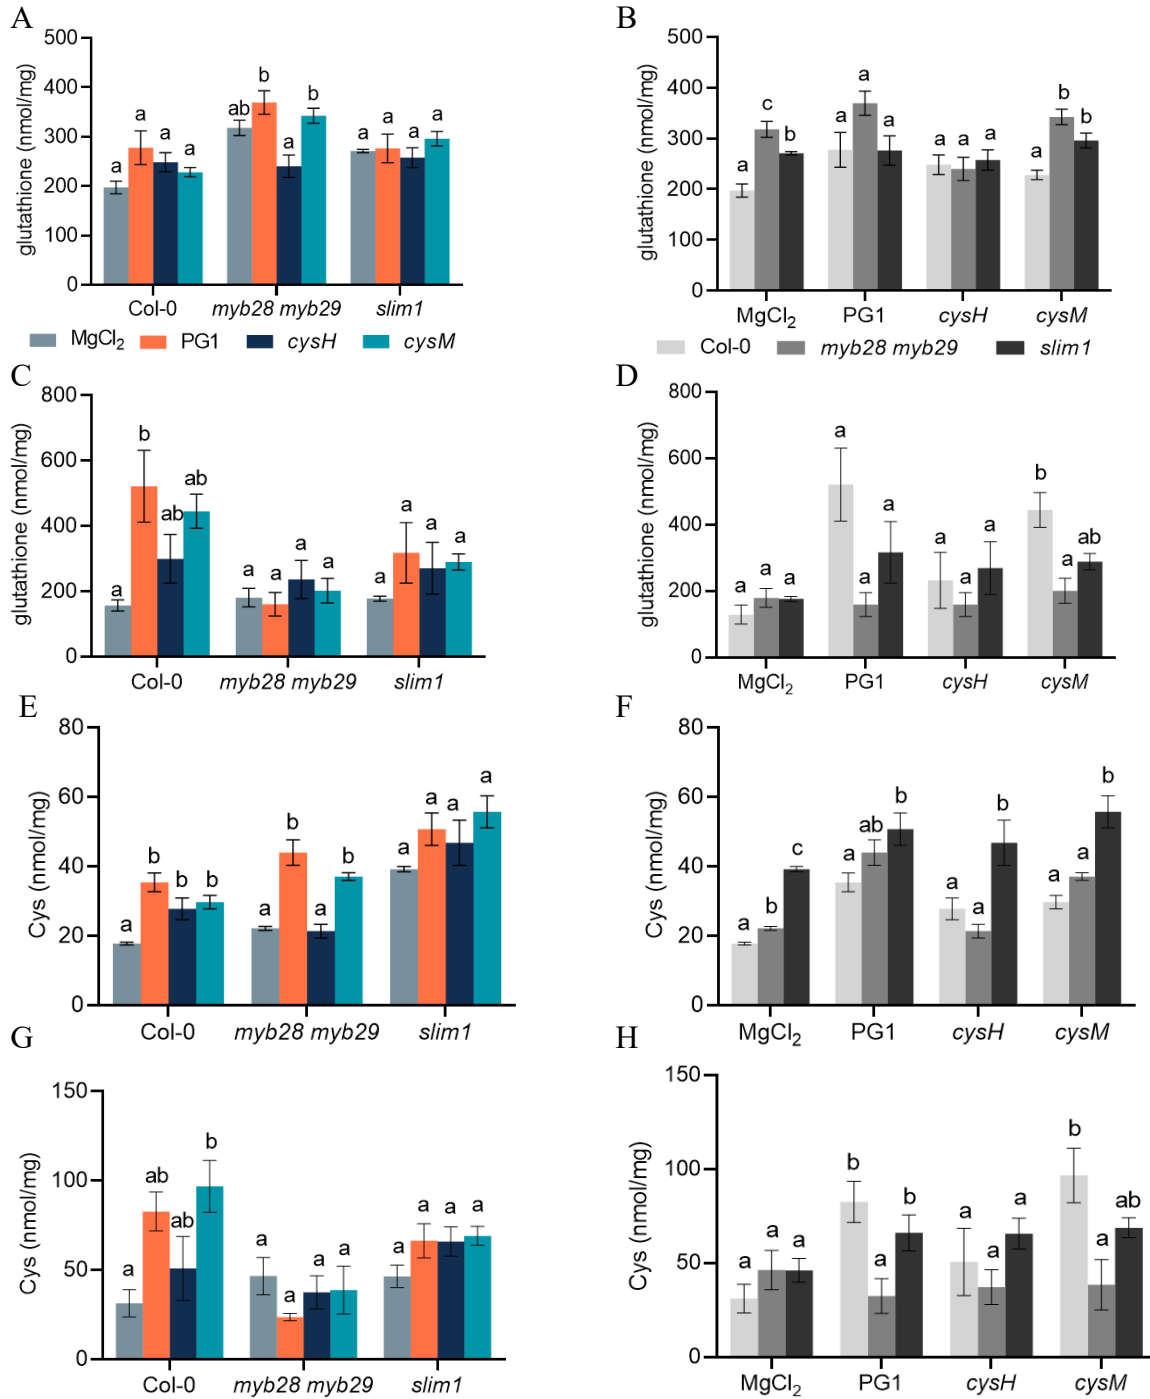 A
glutathione (nmol/mg)
500
400
300
200
100
0
a a a a
ab b a b
a a a a
Col-0 myb28 myb29 slim1
MgCl2 PG1 cysH cysM
B
glutathione (nmol/mg)
500
400
300
200
100
0
a c b
a a a
a a a
a b b
MgCl2 PG1 cysH cysM
Col-0 myb28 myb29 slim1
C
glutathione (nmol/mg)
800
600
400
200
0
a b ab ab
a a a a
a a a a
Col-0 myb28 myb29 slim1
D
glutathione (nmol/mg)
800
600
400
200
0
a a a
a a a
a a a
b a ab
MgCl2 PG1 cysH cysM
E
Cys (nmol/mg)
80
60
40
20
0
a b b b
a b a b
a a a a
Col-0 myb28 myb29 slim1
F
Cys (nmol/mg)
80
60
40
20
0
a b c
a ab b
a a b
a a b
MgCl2 PG1 cysH cysM
G
Cys (nmol/mg)
150
100
50
0
a ab ab b
a a a a
a a a a
Col-0 myb28 myb29 slim1
H
Cys (nmol/mg)
150
100
50
0
a a a
b a b
a a a
b a ab
MgCl2 PG1 cysH cysM